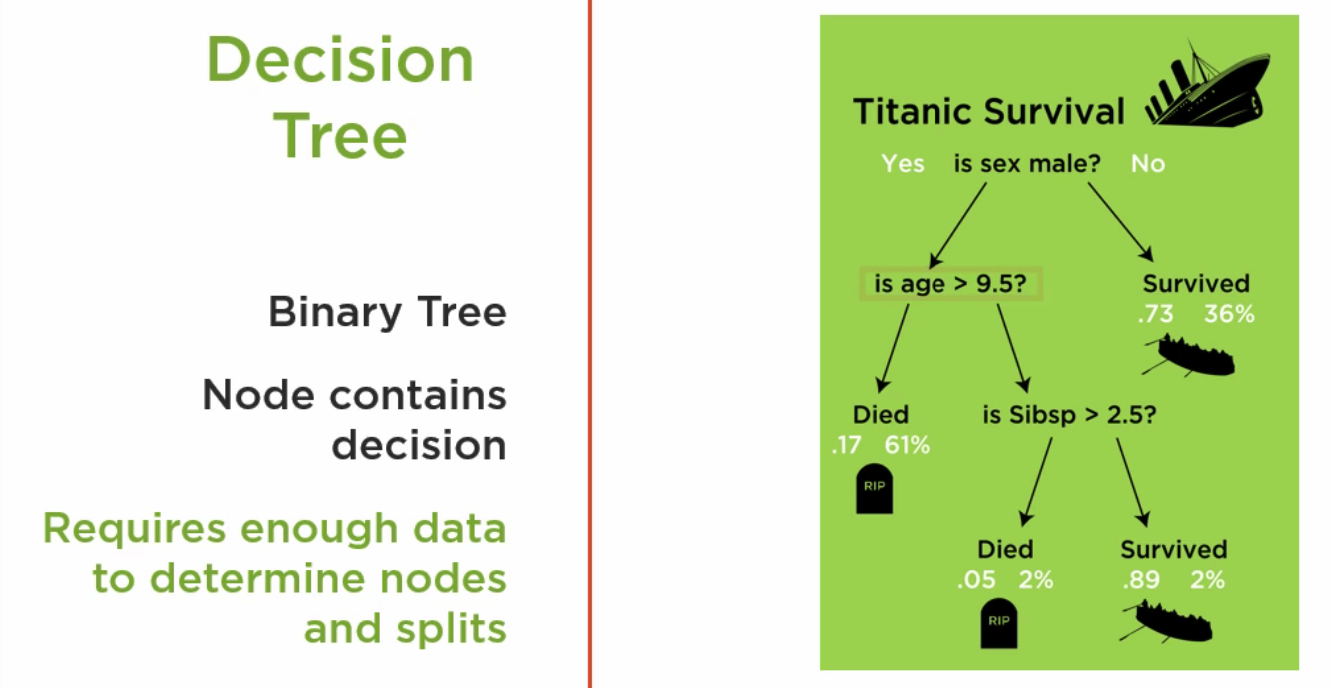 Decision
Tree
Binary Tree
Node contains
decision
Requires enough data
to determine nodes
and splits
Titanic Survival
Yes is sex male? No
is age > 9.5?
Survived
.73 36%
Died
.17 61%
RIP
is Sibsp > 2.5?
Died
.05 2%
RIP
Survived
.89 2%